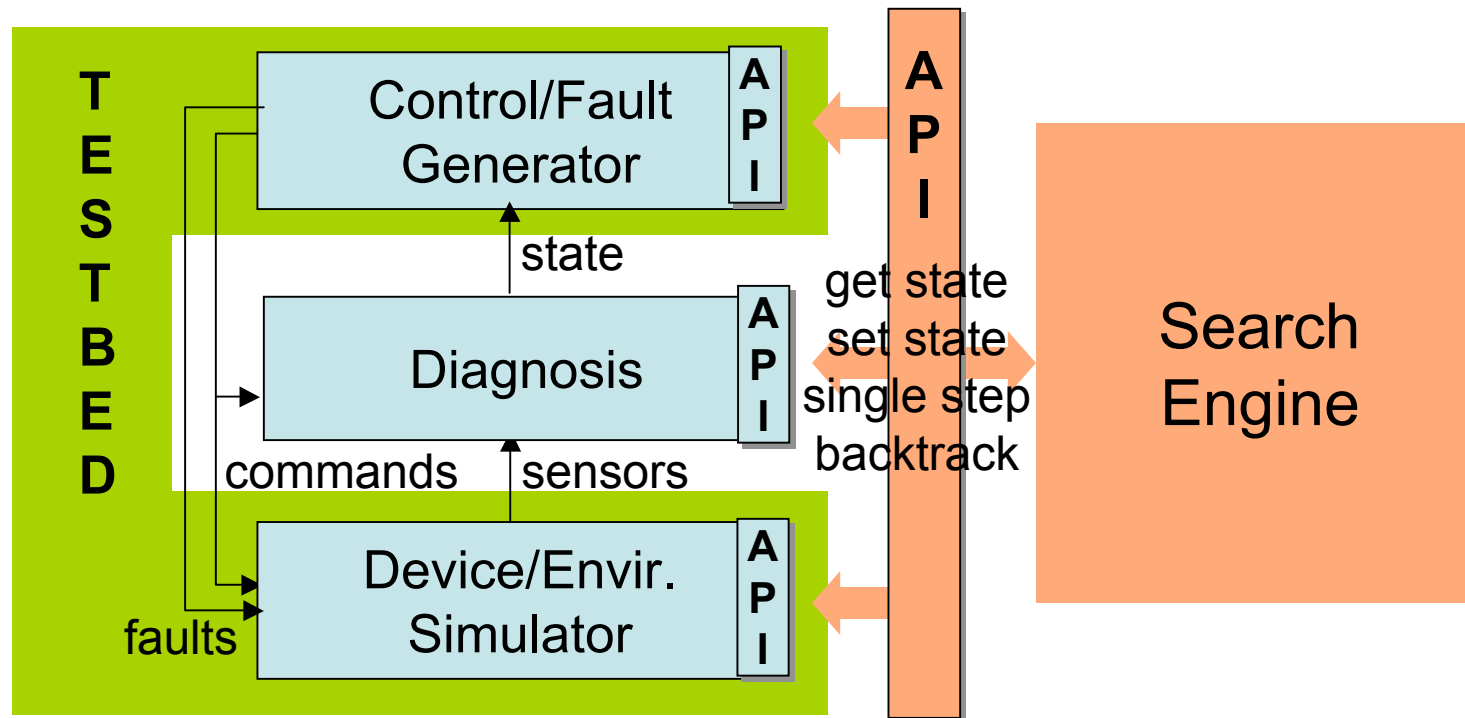 TESTBED
Control/Fault
Generator
API
state
Diagnosis
API
commands
sensors
Device/Envir.
Simulator
API
faults
API
get state
set state
single step
backtrack
Search
Engine